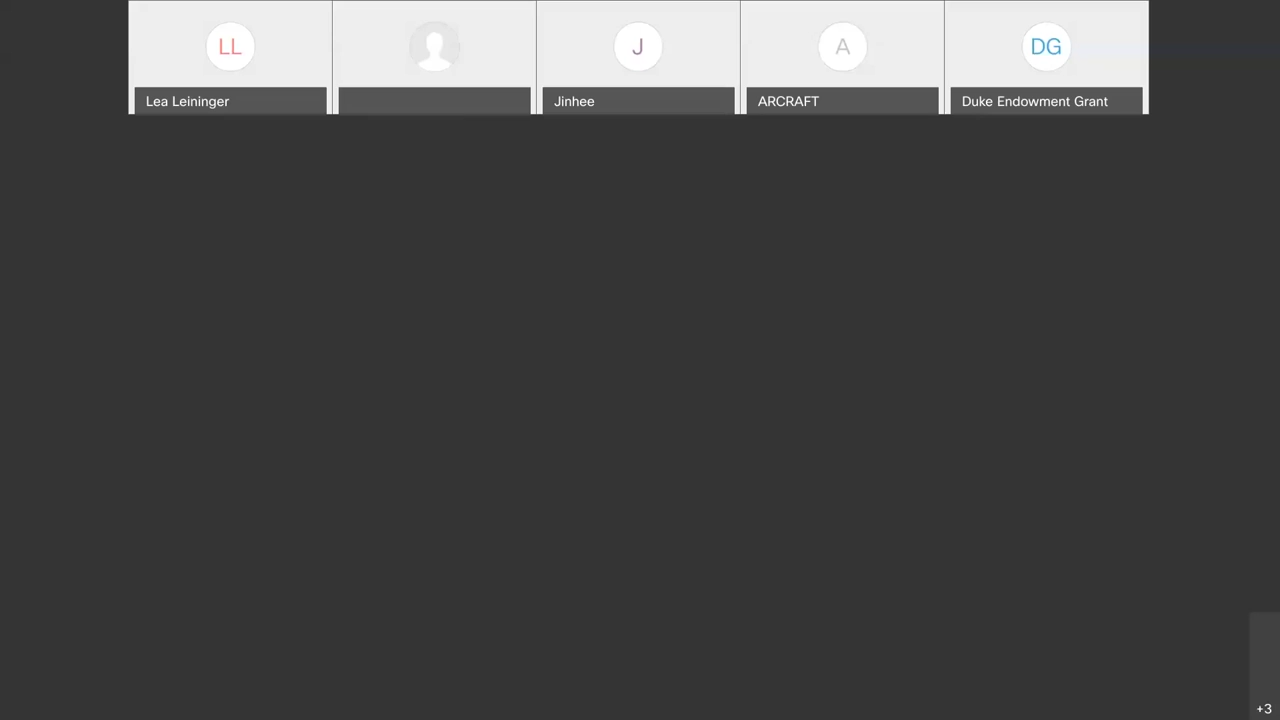 LL
J
A
DG
Lea Leininger
Jinhee
ARCRAFT
Duke Endowment Grant
+3